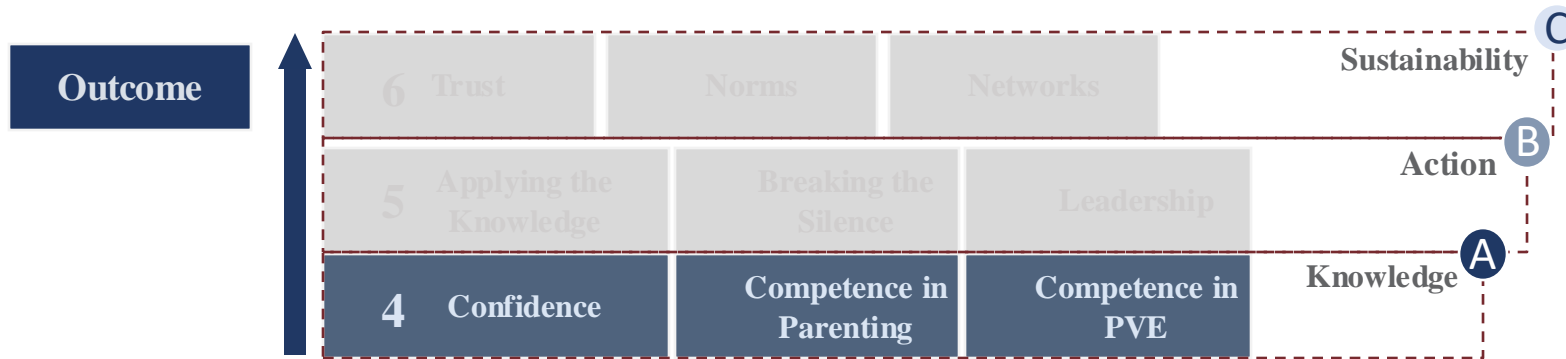 C
Sustainability
Outcome
6 Trust Norms Networks
B
Action
5 Applying the Knowledge
Breaking the Silence
Leadership
A
Knowledge
4 Confidence
Competence in Parenting
Competence in PVE